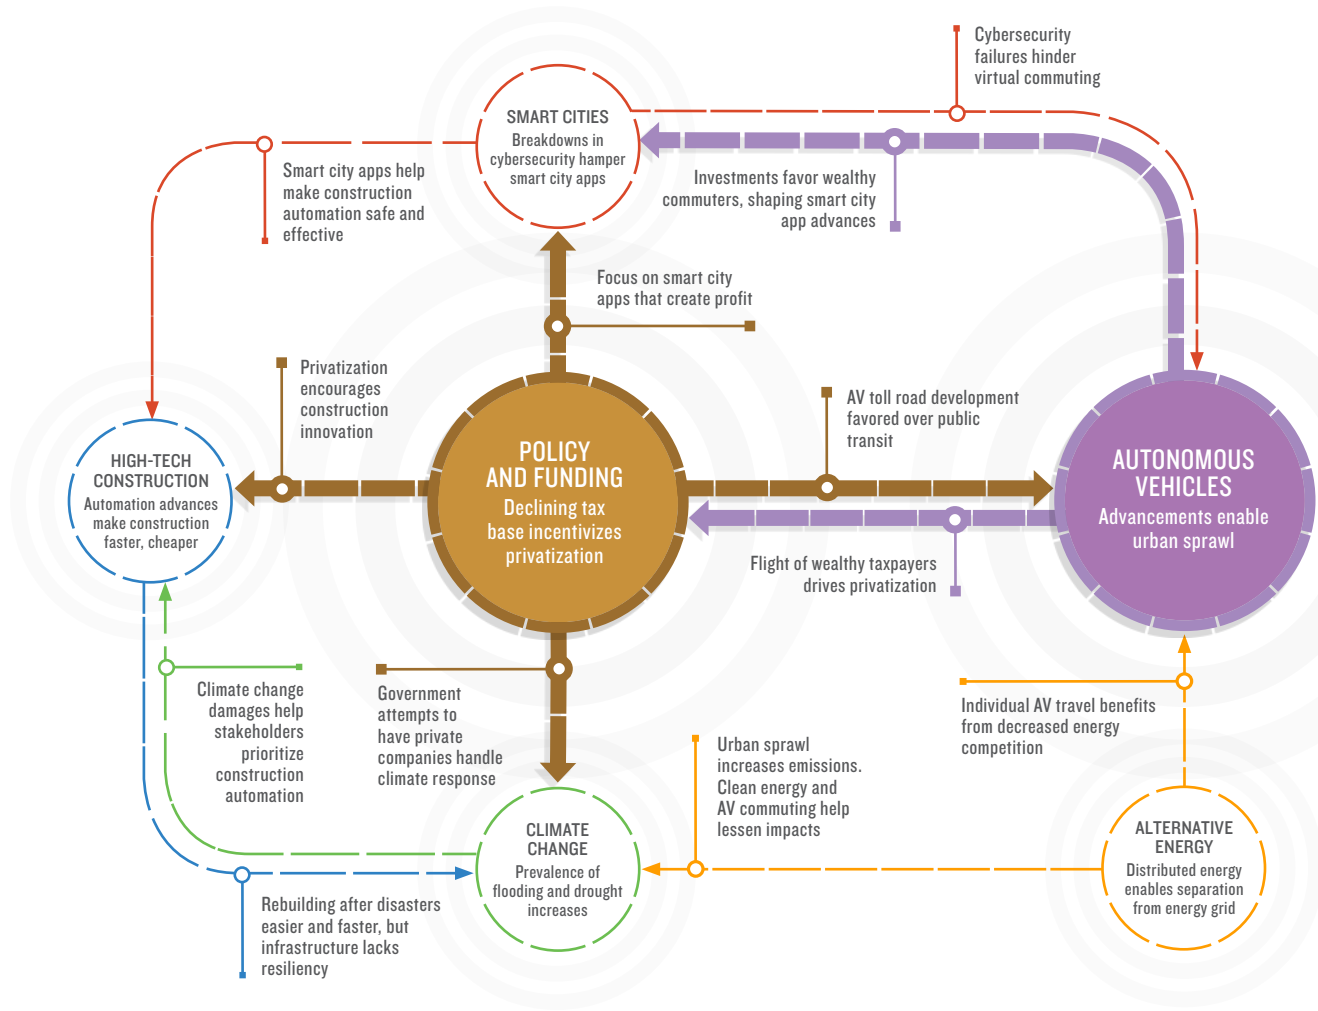 Cybersecurity
failures hinder
virtual commuting
SMART CITIES
Breakdowns in
cybersecurity hamper
smart city apps
Smart city apps help
make construction
automation safe and
effective
Investments favor wealthy
commuters, shaping smart city
app advances
Focus on smart city
apps that create profit
Privatization
encourages
construction
innovation
AV toll road development
favored over public
transit
HIGH-TECH
CONSTRUCTION
Automation advances
make construction
faster, cheaper
POLICY
AND FUNDING
Declining tax
base incentivizes
privatization
AUTONOMOUS
VEHICLES
Advancements enable
urban sprawl
Flight of wealthy taxpayers
drives privatization
Climate change
damages help
stakeholders
prioritize
construction
automation
Government
attempts to
have private
companies handle
climate response
Individual AV travel benefits
from decreased energy
competition
Urban sprawl
increases emissions.
Clean energy and
AV commuting help
lessen impacts
CLIMATE
CHANGE
Prevalence of
flooding and drought
increases
ALTERNATIVE
ENERGY
Distributed energy
enables separation
from energy grid
Rebuilding after disasters
easier and faster, but
infrastructure lacks
resiliency